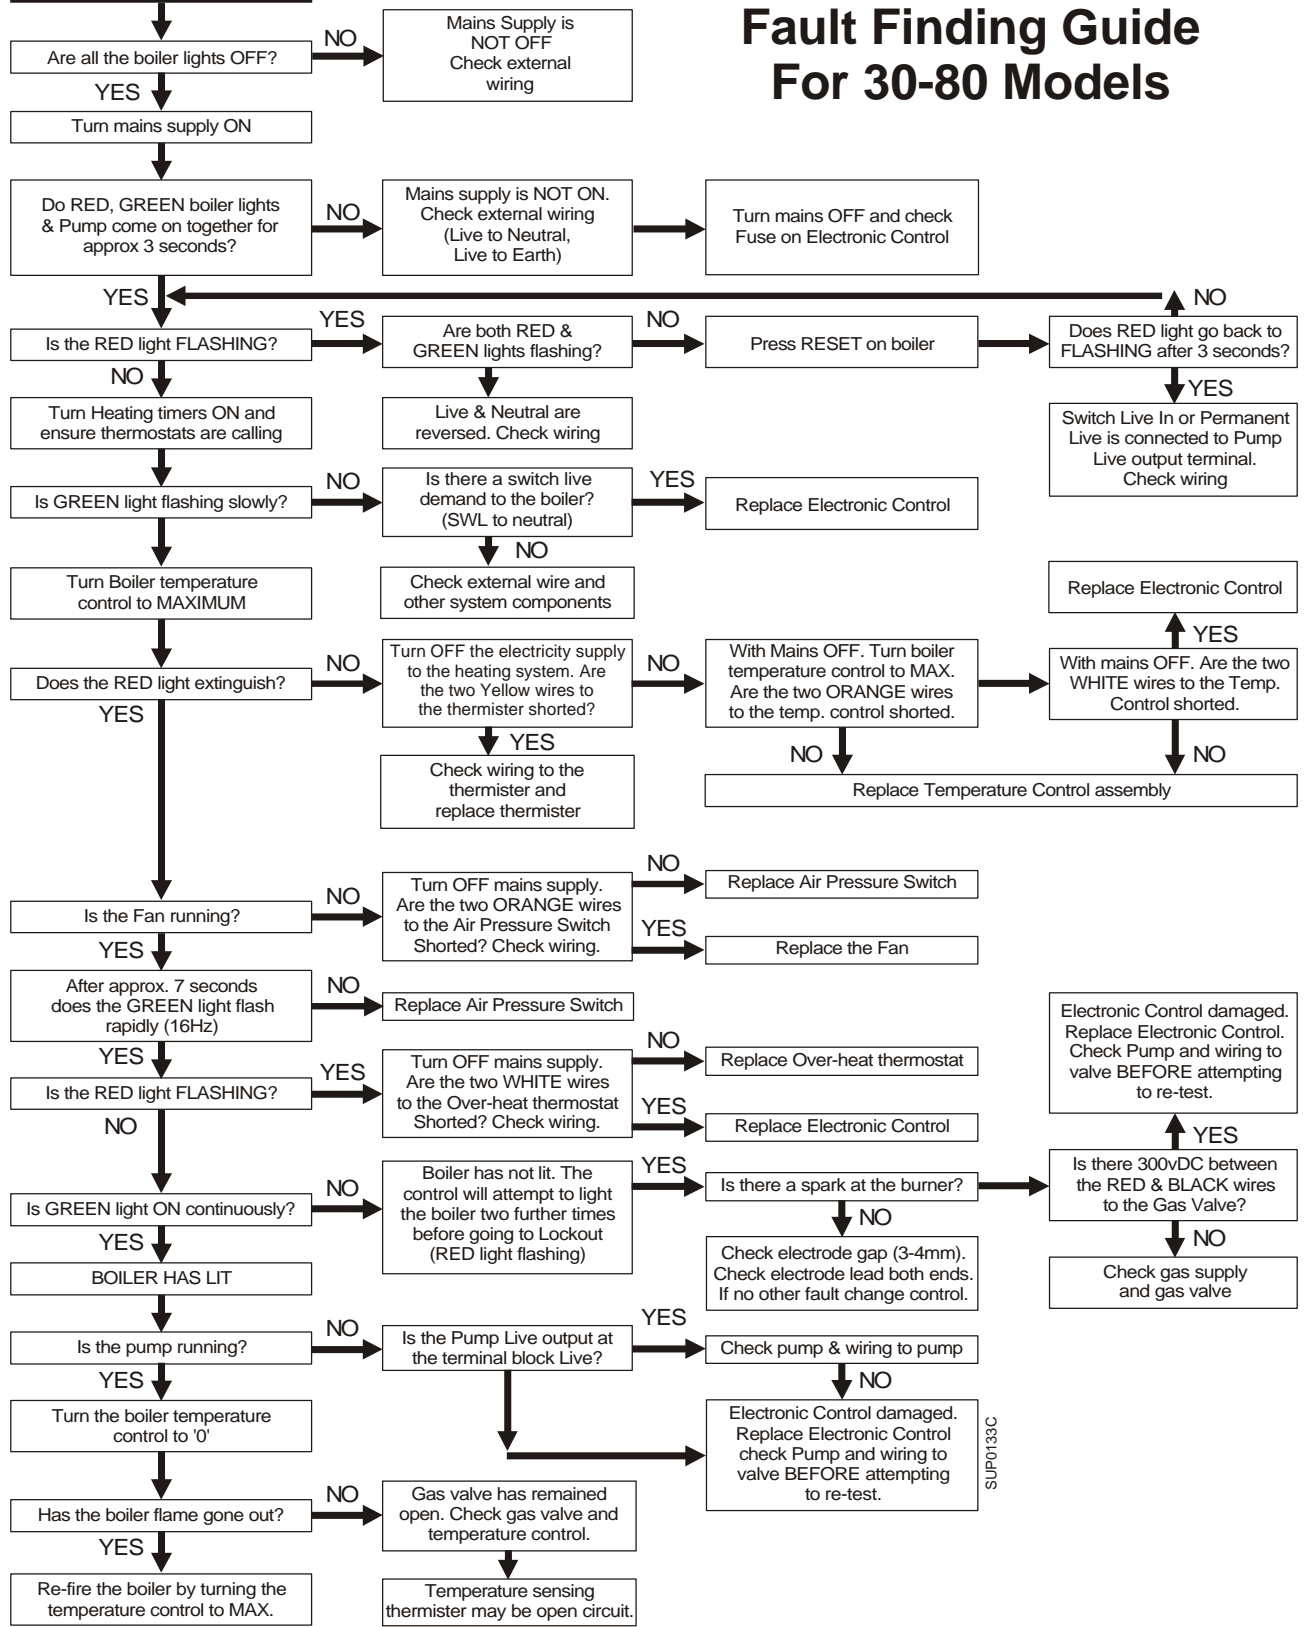 Fault Finding Guide
For 30-80 Models
Are all the boiler lights OFF?
NO
Mains Supply is
NOT OFF
Check external
wiring
YES
Turn mains supply ON
Do RED, GREEN boiler lights
& Pump come on together for
approx 3 seconds?
NO
Mains supply is NOT ON.
Check external wiring
(Live to Neutral,
Live to Earth)
Turn mains OFF and check
Fuse on Electronic Control
YES
Is the RED light FLASHING?
YES
Are both RED &
GREEN lights flashing?
NO
Press RESET on boiler
Does RED light go back to
FLASHING after 3 seconds?
NO
YES
Switch Live In or Permanent
Live is connected to Pump
Live output terminal.
Check wiring
Live & Neutral are
reversed. Check wiring
NO
Turn Heating timers ON and
ensure thermostats are calling
Is GREEN light flashing slowly?
NO
Is there a switch live
demand to the boiler?
(SWL to neutral)
YES
Replace Electronic Control
NO
Check external wire and
other system components
Turn Boiler temperature
control to MAXIMUM
Does the RED light extinguish?
NO
Turn OFF the electricity supply
to the heating system. Are
the two Yellow wires to
the thermister shorted?
NO
With Mains OFF. Turn boiler
temperature control to MAX.
Are the two ORANGE wires
to the temp. control shorted.
With mains OFF. Are the two
WHITE wires to the Temp.
Control shorted.
YES
Replace Electronic Control
YES
Check wiring to the
thermister and
replace thermister
NO
NO
Replace Temperature Control assembly
YES
Is the Fan running?
NO
Turn OFF mains supply.
Are the two ORANGE wires
to the Air Pressure Switch
Shorted? Check wiring.
NO
Replace Air Pressure Switch
YES
Replace the Fan
YES
After approx. 7 seconds
does the GREEN light flash
rapidly (16Hz)
NO
Replace Air Pressure Switch
YES
Is the RED light FLASHING?
YES
Turn OFF mains supply.
Are the two WHITE wires
to the Over-heat thermostat
Shorted? Check wiring.
NO
Replace Over-heat thermostat
YES
Replace Electronic Control
NO
Is GREEN light ON continuously?
NO
Boiler has not lit. The
control will attempt to light
the boiler two further times
before going to Lockout
(RED light flashing)
YES
Is there a spark at the burner?
Is there 300vDC between
the RED & BLACK wires
to the Gas Valve?
YES
Electronic Control damaged.
Replace Electronic Control.
Check Pump and wiring to
valve BEFORE attempting
to re-test.
NO
Check gas supply
and gas valve
NO
Check electrode gap (3-4mm).
Check electrode lead both ends.
If no other fault change control.
YES
BOILER HAS LIT
Is the pump running?
NO
Is the Pump Live output at
the terminal block Live?
YES
Check pump & wiring to pump
NO
Electronic Control damaged.
Replace Electronic Control
check Pump and wiring to
valve BEFORE attempting
to re-test.
YES
Turn the boiler temperature
control to '0'
Has the boiler flame gone out?
NO
Gas valve has remained
open. Check gas valve and
temperature control.
Temperature sensing
thermister may be open circuit.
YES
Re-fire the boiler by turning the
temperature control to MAX.
SUP0133C